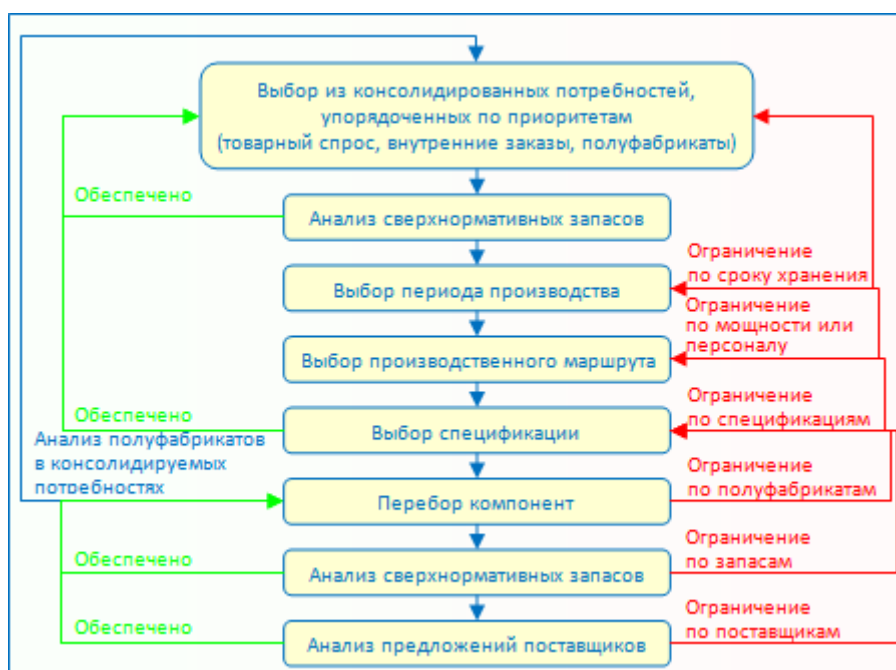 Выбор из консолидированных потребностей,
упорядоченных по приоритетам
(товарный спрос, внутренние заказы, полуфабрикаты)
Обеспечено
Анализ сверхнормативных запасов
Ограничение
по сроку хранения
Выбор периода производства
Ограничение
по мощности или
персоналу
Выбор производственного маршрута
Обеспечено
Ограничение
по спецификациям
Выбор спецификации
Анализ полуфабрикатов
в консолидируемых
потребностях
Ограничение
по полуфабрикатам
Перебор компонент
Обеспечено
Ограничение
по запасам
Анализ сверхнормативных запасов
Обеспечено
Ограничение
по поставщикам
Анализ предложений поставщиков